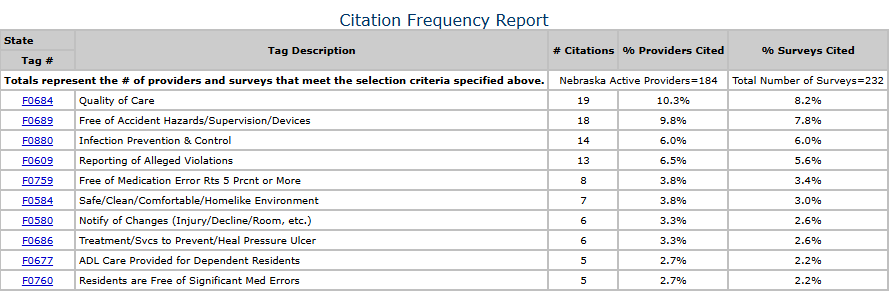 Citation Frequency Report
State
Tag # Tag Description # Citations % Providers Cited % Surveys Cited
Totals represent the # of providers and surveys that meet the selection criteria specified above. Nebraska Active Providers=184 Total Number of Surveys=232
F0684 Quality of Care 19 10.3% 8.2%
F0689 Free of Accident Hazards/Supervision/Devices 18 9.8% 7.8%
F0880 Infection Prevention & Control 14 6.0% 6.0%
F0609 Reporting of Alleged Violations 13 6.5% 5.6%
F0759 Free of Medication Error Rts 5 Prcnt or More 8 3.8% 3.4%
F0584 Safe/Clean/Comfortable/Homelike Environment 7 3.8% 3.0%
F0580 Notify of Changes (Injury/Decline/Room, etc.) 6 3.3% 2.6%
F0686 Treatment/Svcs to Prevent/Heal Pressure Ulcer 6 3.3% 2.6%
F0677 ADL Care Provided for Dependent Residents 5 2.7% 2.2%
F0760 Residents are Free of Significant Med Errors 5 2.7% 2.2%